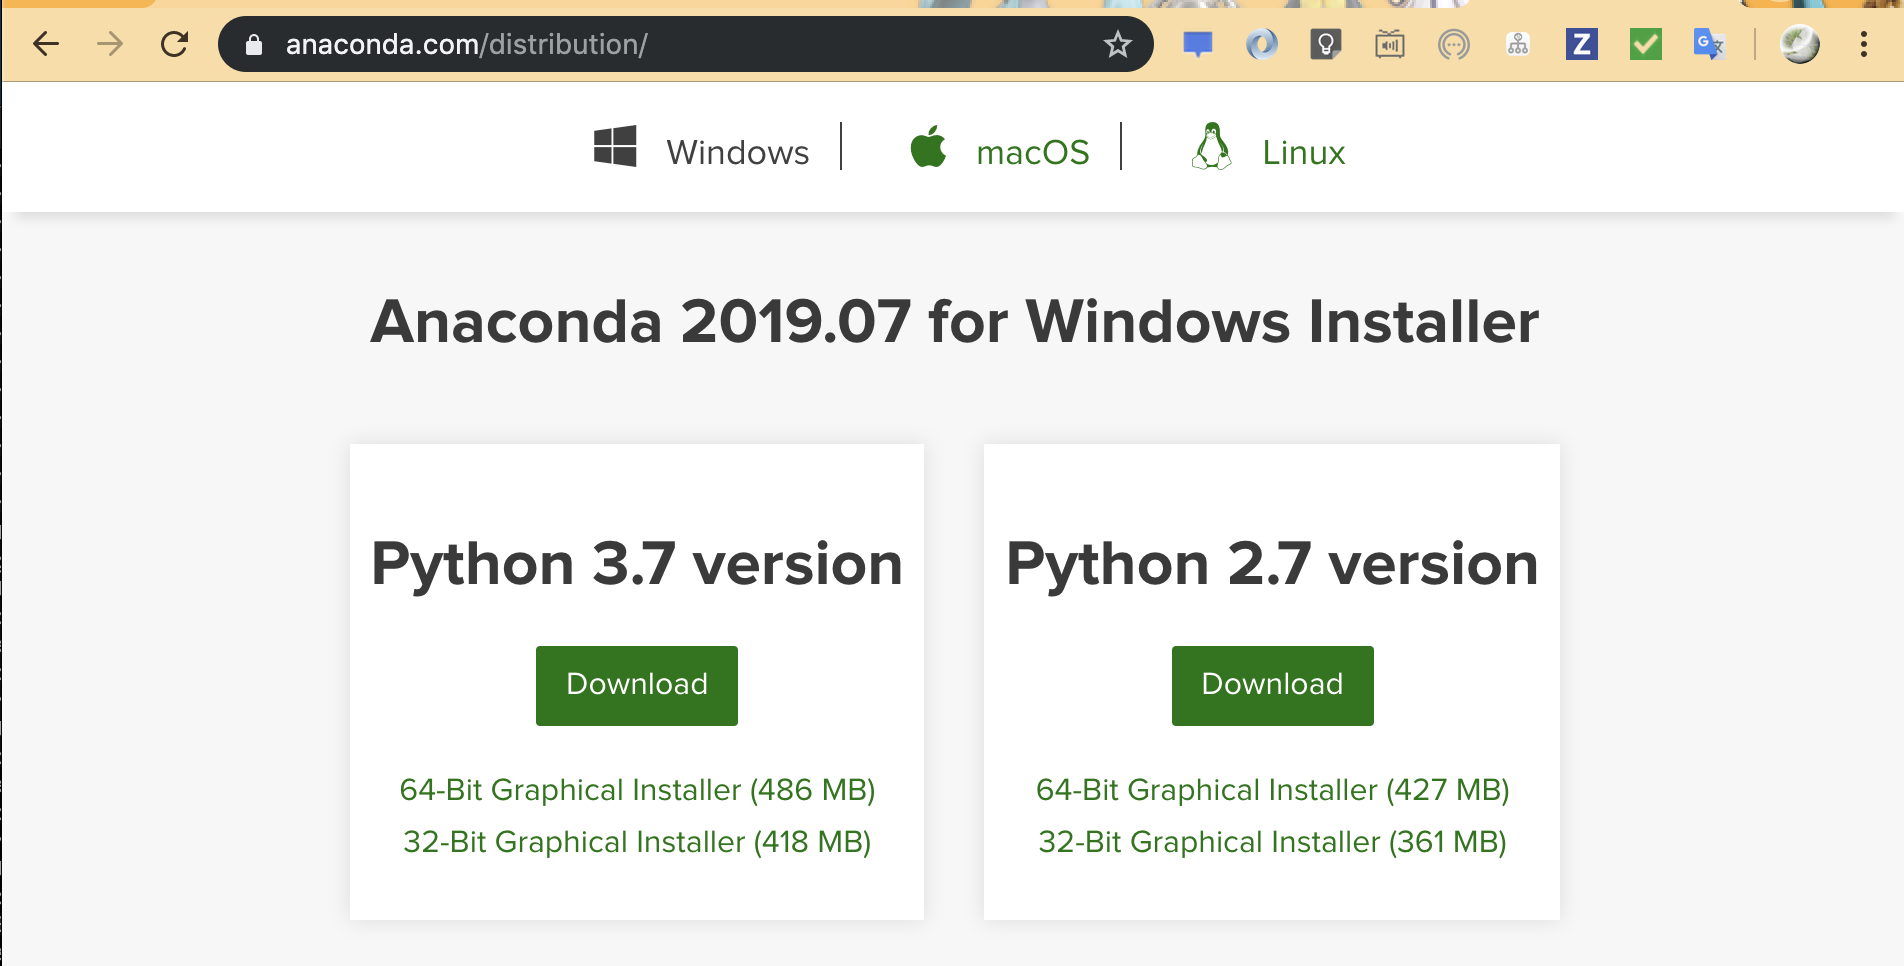 anaconda.com/distribution/
Windows macOS Linux
Anaconda 2019.07 for Windows Installer
Python 3.7 version
Download
64-Bit Graphical Installer (486 MB)
32-Bit Graphical Installer (418 MB)
Python 2.7 version
Download
64-Bit Graphical Installer (427 MB)
32-Bit Graphical Installer (361 MB)